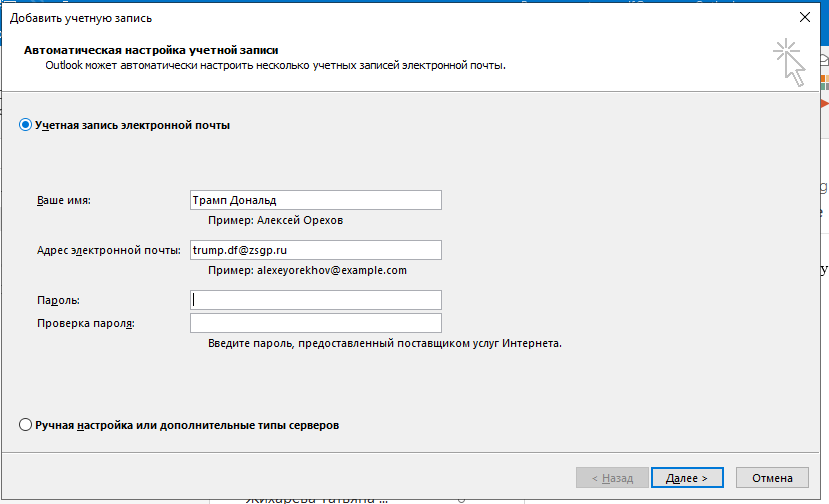 Добавить учетную запись
Автоматическая настройка учетной записи
Outlook может автоматически настроить несколько учетных записей электронной почты.
Учетная запись электронной почты
Ваше имя: Трамп Дональд
Пример: Алексей Орехов
Адрес электронной почты: trump.df@zsgp.ru
Пример: alexeyorekhov@example.com
Пароль:
Проверка пароля:
Введите пароль, предоставленный поставщиком услуг Интернета.
Ручная настройка или дополнительные типы серверов
< Назад Далее > Отмена